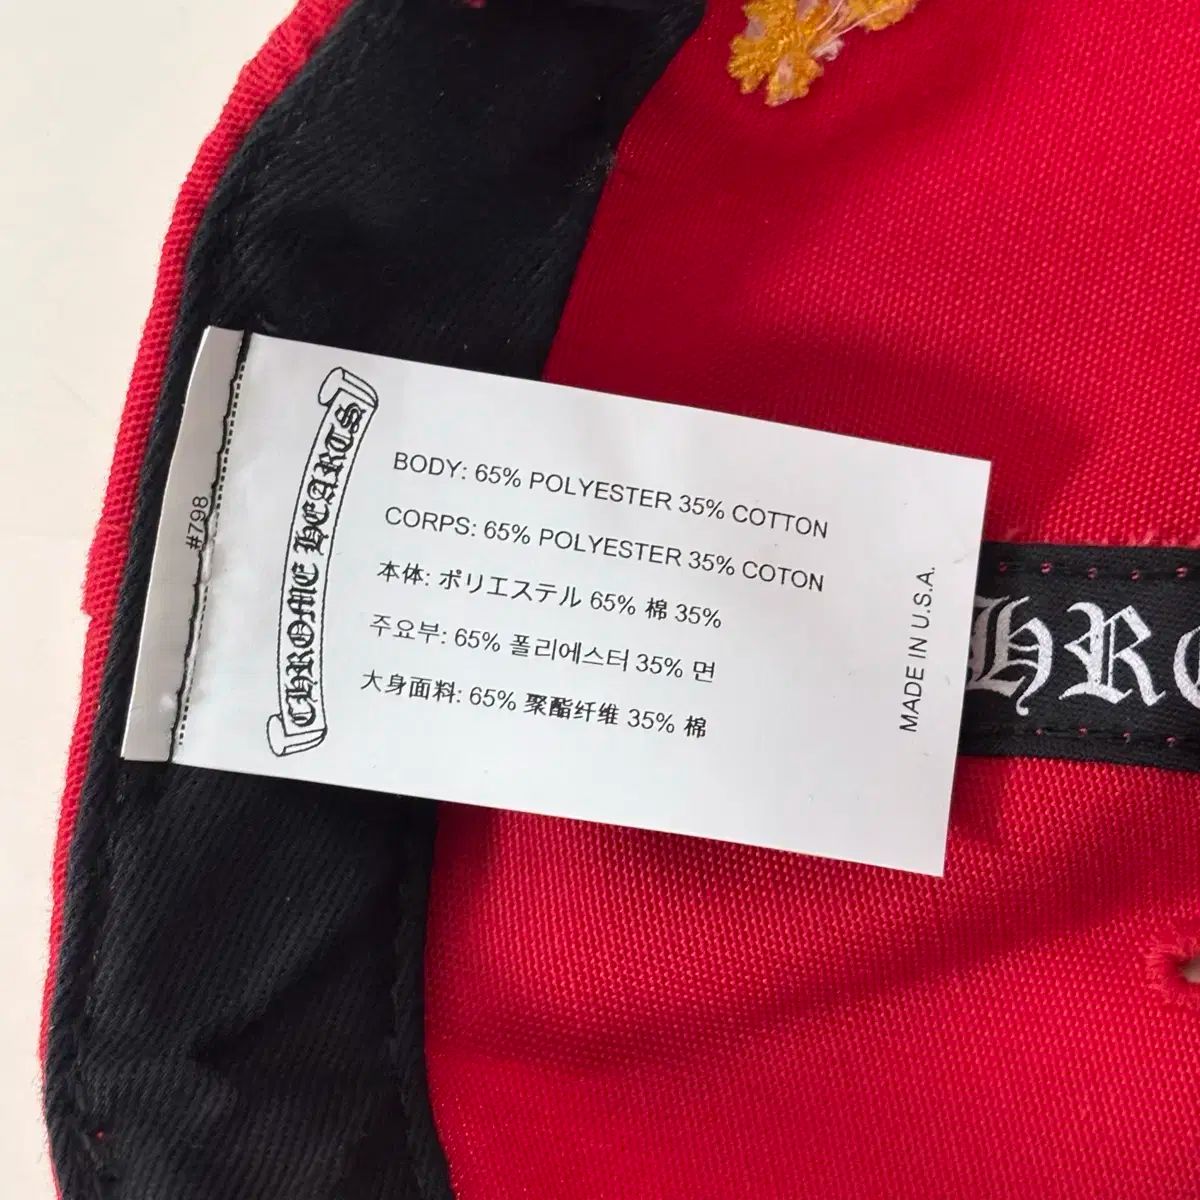 #798
CHROME HEARTS
BODY: 65% POLYESTER 35% COTTON
CORPS: 65% POLYESTER 35% COTON
本体: ポリエステル 65% 棉 35%
주요부: 65% 폴리에스터 35% 면
大身面料: 65% 聚酯纤维 35% 棉
MADE IN U.S.A.
HRO